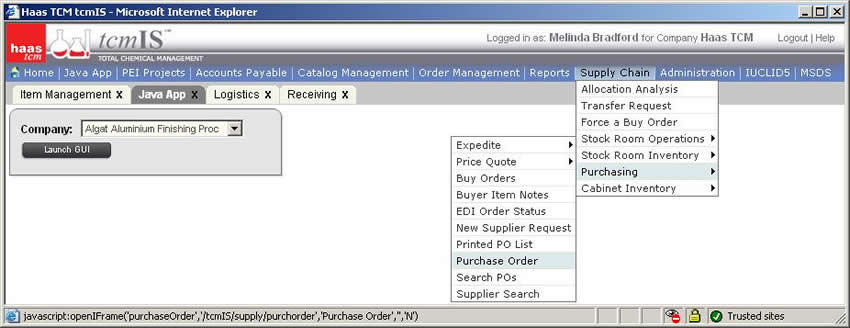 Haas TCM tcmIS - Microsoft Internet Explorer
haas tcm
tcmIS™
TOTAL CHEMICAL MANAGEMENT
Logged in as: Melinda Bradford for Company Haas TCM
Logout | Help
Home | Java App | PEI Projects | Accounts Payable | Catalog Management | Order Management | Reports | Supply Chain | Administration | IUCLID5 | MSDS
Item Management X
Java App X
Logistics X
Receiving X
Company: Algat Aluminium Finishing Proc
Launch GUI
Allocation Analysis
Transfer Request
Force a Buy Order
Stock Room Operations
Stock Room Inventory
Purchasing
Cabinet Inventory
Expedite
Price Quote
Buy Orders
Buyer Item Notes
EDI Order Status
New Supplier Request
Printed PO List
Purchase Order
Search POs
Supplier Search
javascript:openIFrame('purchaseOrder','/tcmIS/supply/purchorder','Purchase Order','','N')
Trusted sites